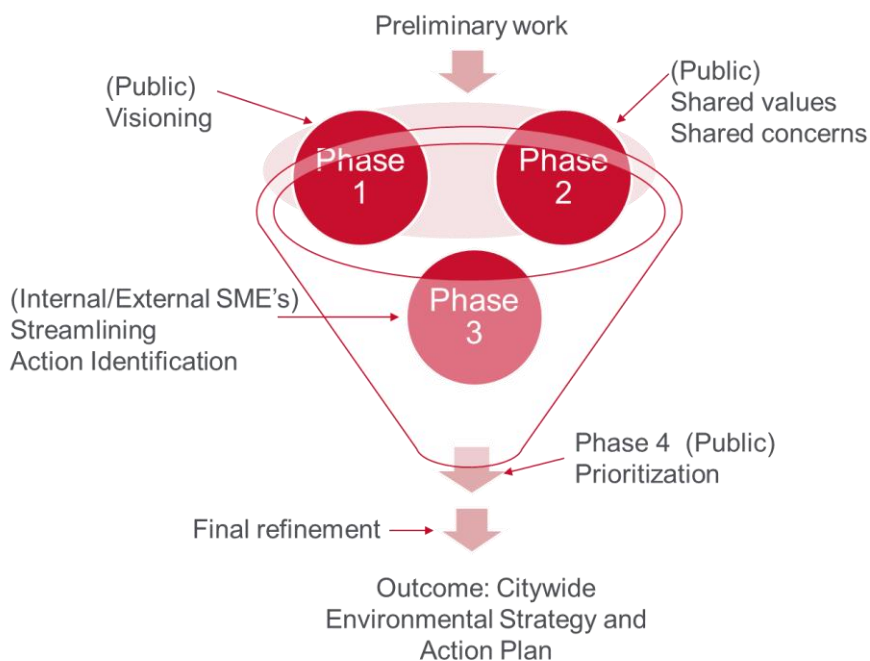 Preliminary work
(Public)
Visioning
(Public)
Shared values
Shared concerns
Phase
1
Phase
2
(Internal/External SME's)
Streamlining
Action Identification
Phase
3
Phase 4 (Public)
Prioritization
Final refinement
Outcome: Citywide
Environmental Strategy and
Action Plan